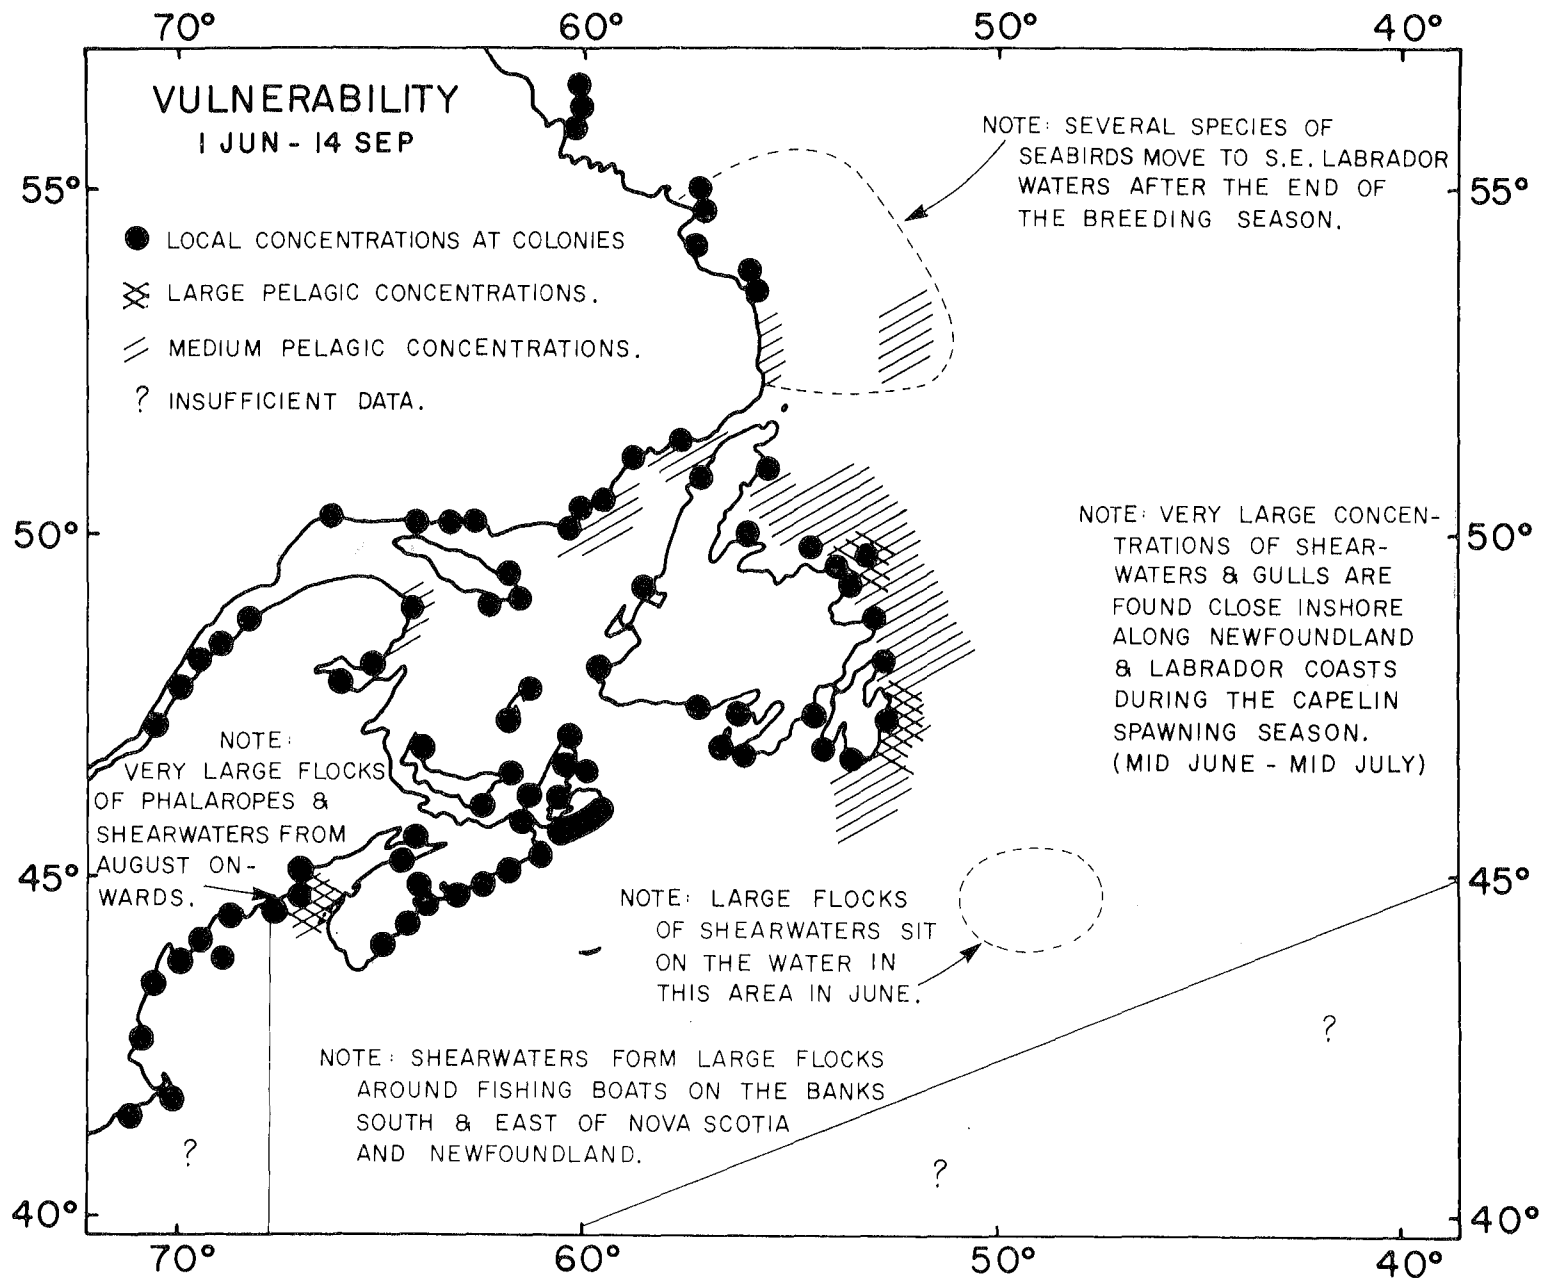 70° 60° 50° 40°
VULNERABILITY
1 JUN - 14 SEP
NOTE: SEVERAL SPECIES OF
SEABIRDS MOVE TO S.E. LABRADOR
WATERS AFTER THE END OF
THE BREEDING SEASON.
55° 55°
LOCAL CONCENTRATIONS AT COLONIES
LARGE PELAGIC CONCENTRATIONS.
MEDIUM PELAGIC CONCENTRATIONS.
? INSUFFICIENT DATA.
50° 50°
NOTE: VERY LARGE CONCEN-
TRATIONS OF SHEAR-
WATERS & GULLS ARE
FOUND CLOSE INSHORE
ALONG NEWFOUNDLAND
& LABRADOR COASTS
DURING THE CAPELIN
SPAWNING SEASON.
(MID JUNE - MID JULY)
NOTE:
VERY LARGE FLOCKS
OF PHALAROPES &
SHEARWATERS FROM
AUGUST ON-
WARDS.
45° 45°
NOTE: LARGE FLOCKS
OF SHEARWATERS SIT
ON THE WATER IN
THIS AREA IN JUNE.
?
NOTE: SHEARWATERS FORM LARGE FLOCKS
AROUND FISHING BOATS ON THE BANKS
SOUTH & EAST OF NOVA SCOTIA
AND NEWFOUNDLAND.
?
?
40° 40°
70° 60° 50° 40°